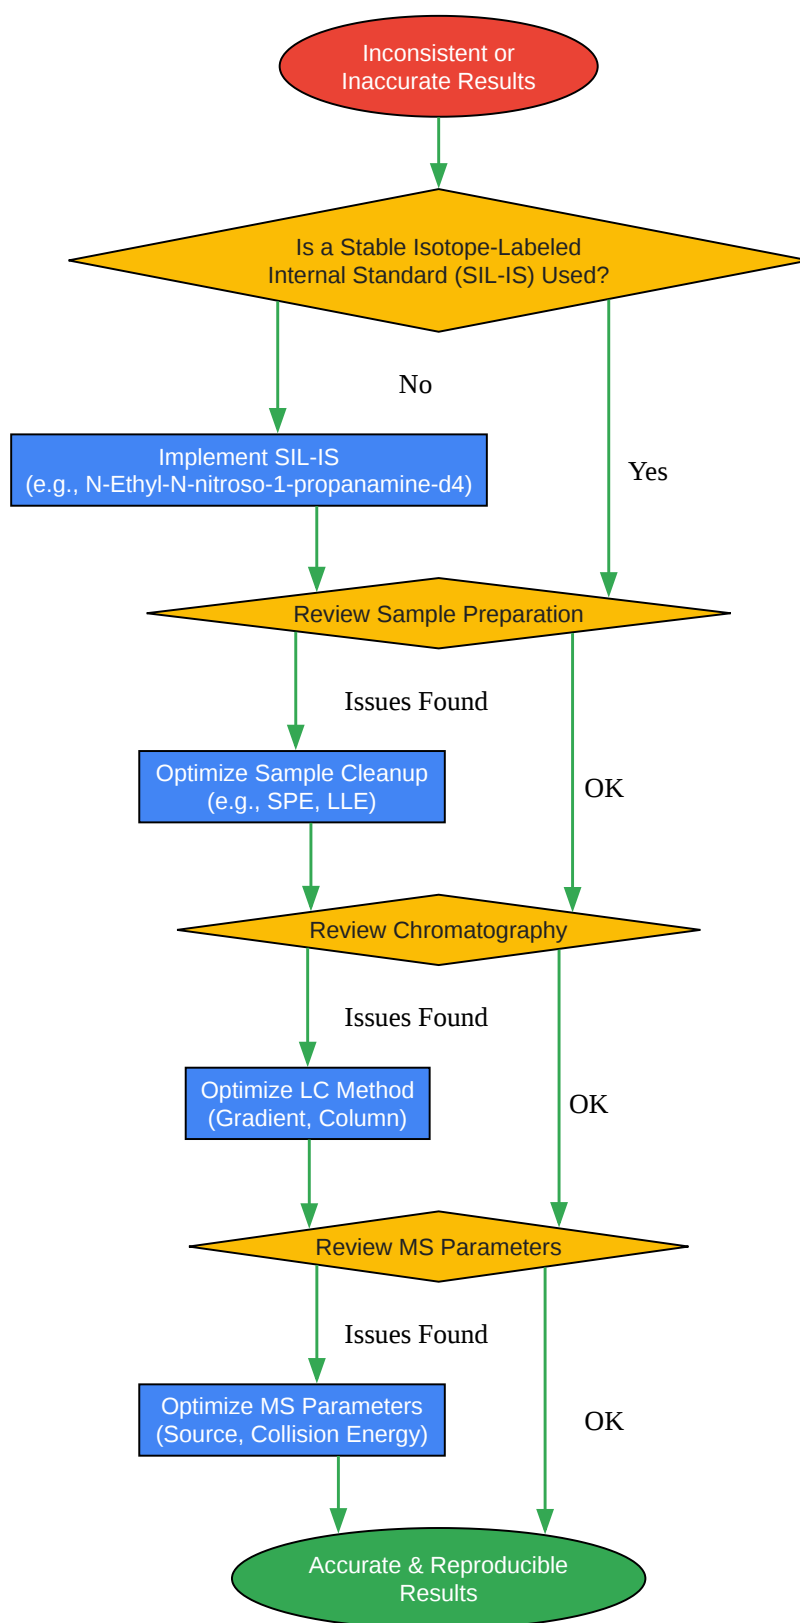 Inconsistent or
Inaccurate Results
Is a Stable Isotope-Labeled
Internal Standard (SIL-IS) Used?
No
Implement SIL-IS
(e.g., N-Ethyl-N-nitroso-1-propanamine-d4)
Yes
Review Sample Preparation
Issues Found
Optimize Sample Cleanup
(e.g., SPE, LLE)
OK
Review Chromatography
Issues Found
Optimize LC Method
(Gradient, Column)
OK
Review MS Parameters
Issues Found
Optimize MS Parameters
(Source, Collision Energy)
OK
Accurate & Reproducible
Results